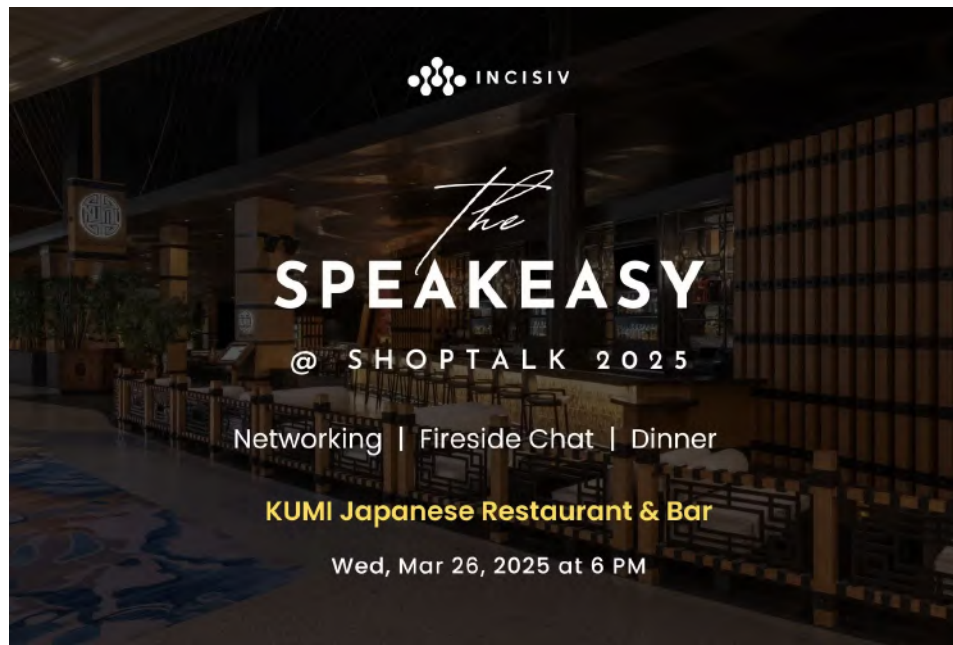 INCISIV
The
SPEAKEASY
@ SHOPTALK 2025
Networking | Fireside Chat | Dinner
KUMI Japanese Restaurant & Bar
Wed, Mar 26, 2025 at 6 PM
KUMI